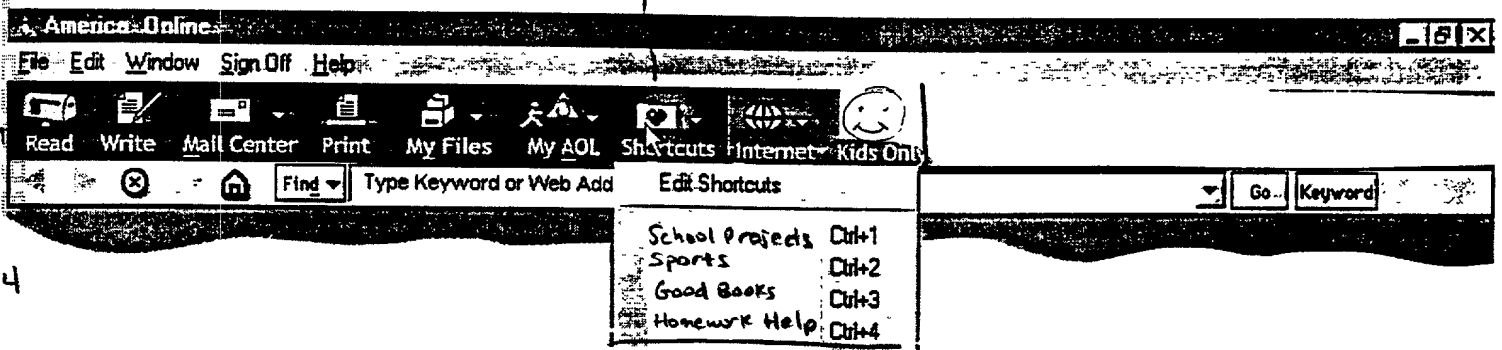 America Online
File Edit Window Sign Off Help
Read Write Mail Center Print My Files My AOL Shortcuts Internet Kids Only
Find Type Keyword or Web Add Go Keyword
Edit Shortcuts
School Projects Ctrl+1
Sports Ctrl+2
Good Books Ctrl+3
Homework Help Ctrl+4
4